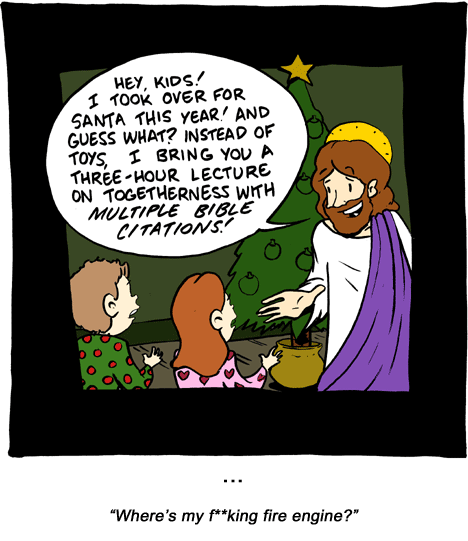 HEY, KIDS!
I TOOK OVER FOR
SANTA THIS YEAR! AND
GUESS WHAT? INSTEAD OF
TOYS, I BRING YOU A
THREE-HOUR LECTURE
ON TOGETHERNESS WITH
MULTIPLE BIBLE
CITATIONS!
...
“Where’s my f**king fire engine?”